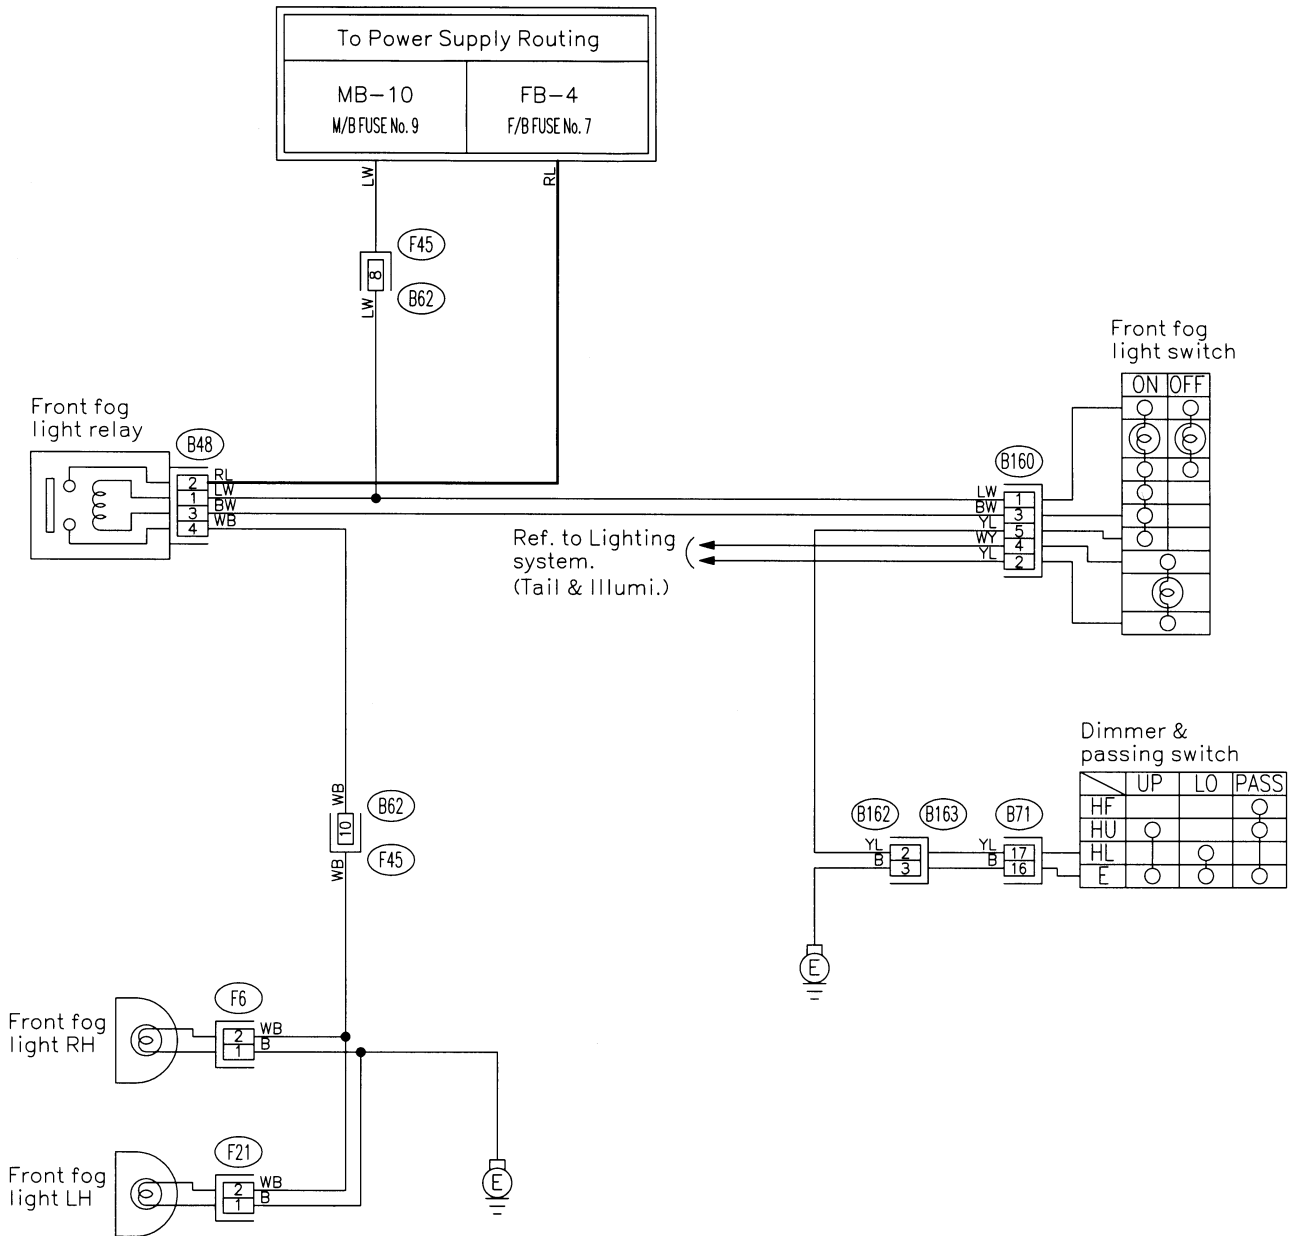 To Power Supply Routing
MB-10
M/B FUSE No. 9
FB-4
F/B FUSE No. 7
LW
RL
F45
8
B62
LW
Front fog
light switch
ON OFF
Front fog
light relay
B48
2 RL
1 LW
3 BW
4 WB
B160
LW 1
BW 3
YL 5
WY 4
YL 2
Ref. to Lighting
system.
(Tail & Illumi.)
Dimmer &
passing switch
UP LO PASS
HF
HU
HL
E
WB
B62
10
F45
WB
B162
B163
B71
YL 2 YL 17
B 3 B 16
E
Front fog
light RH
F6
2 WB
1 B
Front fog
light LH
F21
2 WB
1 B
E